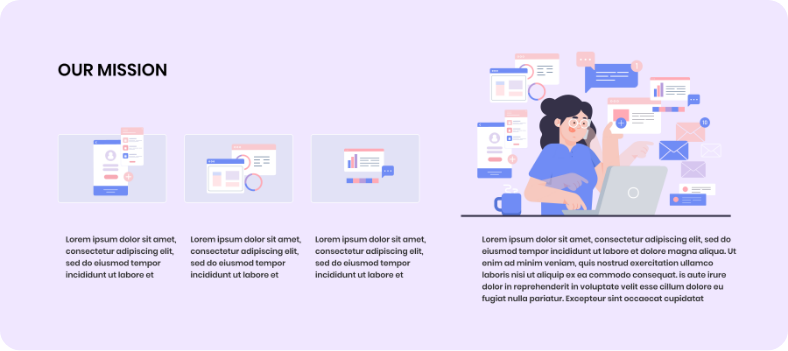 OUR MISSION
Lorem ipsum dolor sit amet,
consectetur adipiscing elit,
sed do eiusmod tempor
incididunt ut labore et
Lorem ipsum dolor sit amet,
consectetur adipiscing elit,
sed do eiusmod tempor
incididunt ut labore et
Lorem ipsum dolor sit amet,
consectetur adipiscing elit,
sed do eiusmod tempor
incididunt ut labore et
Lorem ipsum dolor sit amet, consectetur adipiscing elit, sed do
eiusmod tempor incididunt ut labore et dolore magna aliqua. Ut
enim ad minim veniam, quis nostrud exercitation ullamco
laboris nisi ut aliquip ex ea commodo consequat. is aute irure
dolor in reprehenderit in voluptate velit esse cillum dolore eu
fugiat nulla pariatur. Excepteur sint occaecat cupidatat